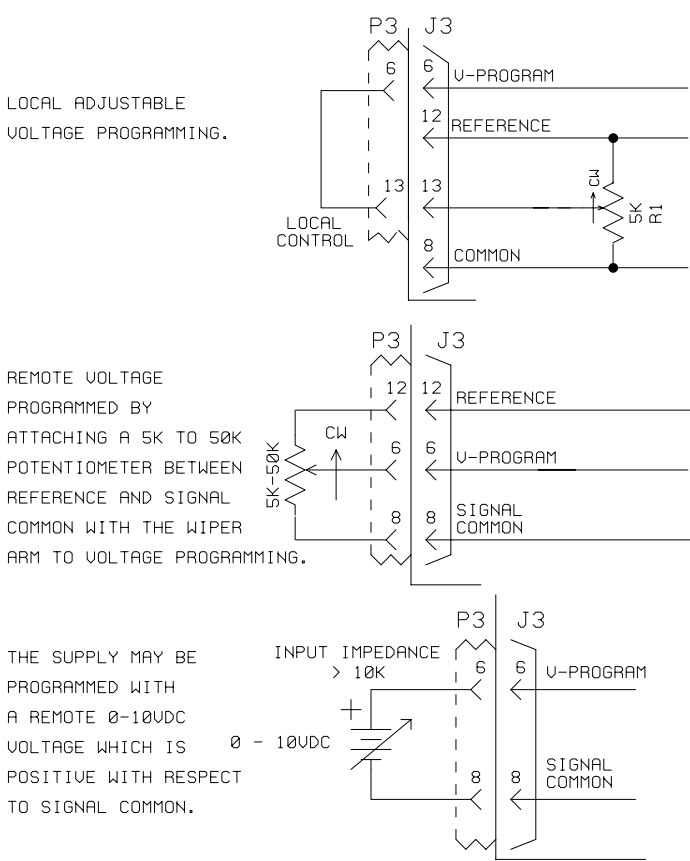 P3 J3
6 6 V-PROGRAM
LOCAL ADJUSTABLE
VOLTAGE PROGRAMMING.
12 REFERENCE
13 13
CW
5K
R1
LOCAL
CONTROL
8 COMMON
P3 J3
REMOTE VOLTAGE
PROGRAMMED BY
ATTACHING A 5K TO 50K
POTENTIOMETER BETWEEN
REFERENCE AND SIGNAL
COMMON WITH THE WIPER
ARM TO VOLTAGE PROGRAMMING.
12 12 REFERENCE
CW
5K-50K
6 6 V-PROGRAM
8 8 SIGNAL
COMMON
P3 J3
THE SUPPLY MAY BE
PROGRAMMED WITH
A REMOTE 0-10VDC
VOLTAGE WHICH IS
POSITIVE WITH RESPECT
TO SIGNAL COMMON.
INPUT IMPEDANCE
> 10K
6 6 V-PROGRAM
+
0 - 10VDC
8 8 SIGNAL
COMMON